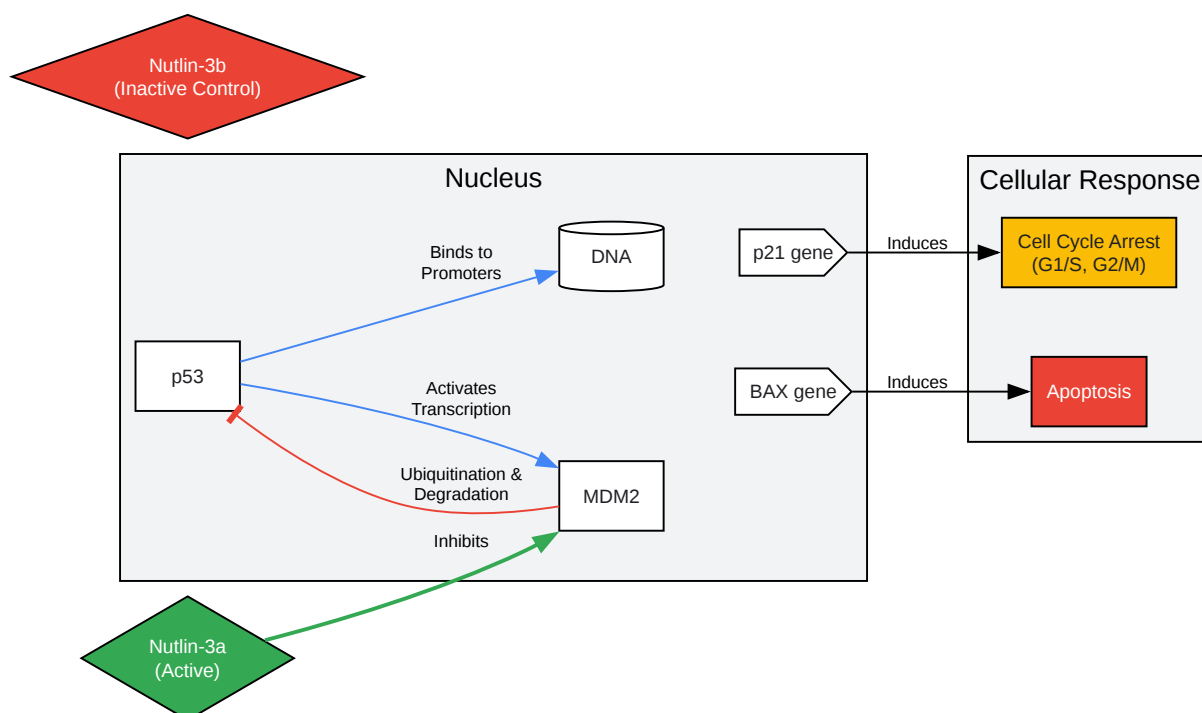 Nutlin-3b
(Inactive Control)
Nucleus
Cellular Response
DNA
p21 gene
Induces
Cell Cycle Arrest
(G1/S, G2/M)
Binds to
Promoters
p53
Activates
Transcription
BAX gene
Induces
Apoptosis
Ubiquitination &
Degradation
MDM2
Inhibits
Nutlin-3a
(Active)